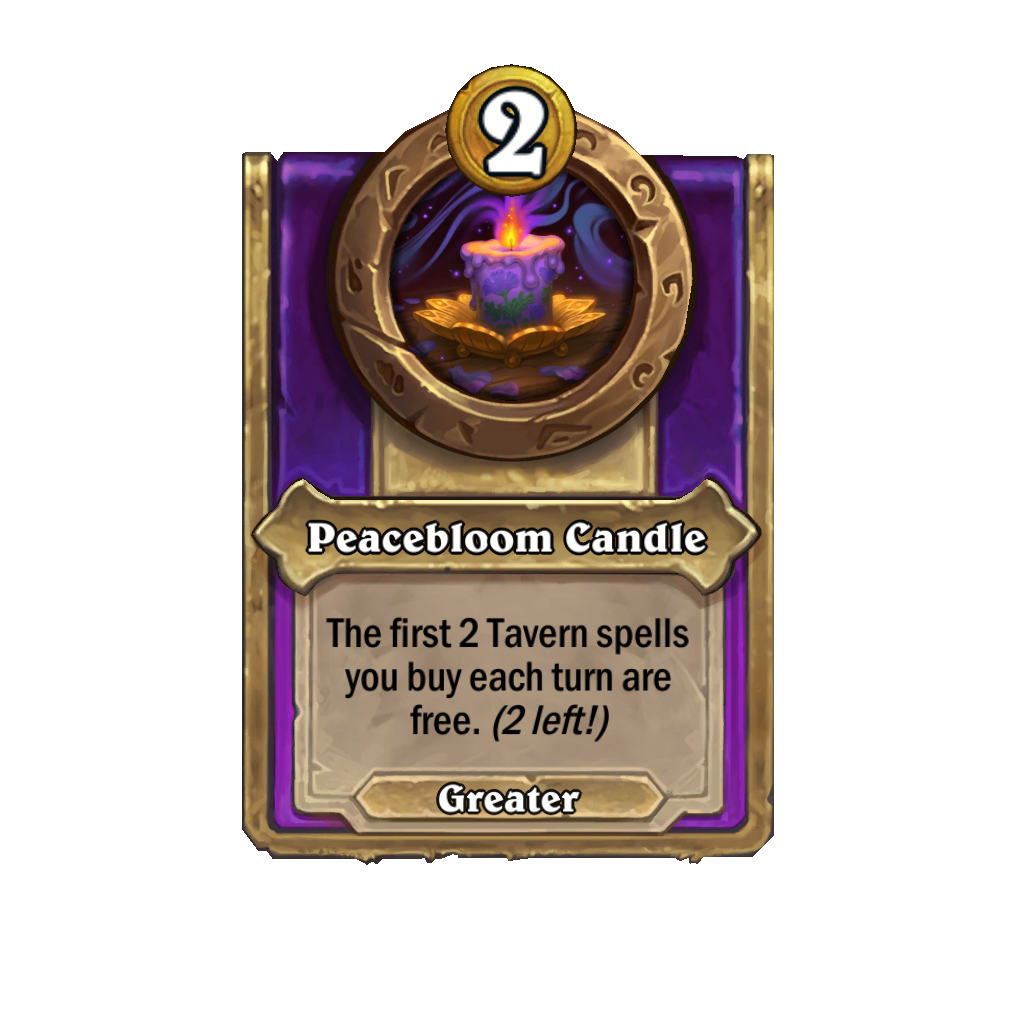 2
Peacebloom Candle
The first 2 Tavern spells
you buy each turn are
free. (2 left!)
Greater